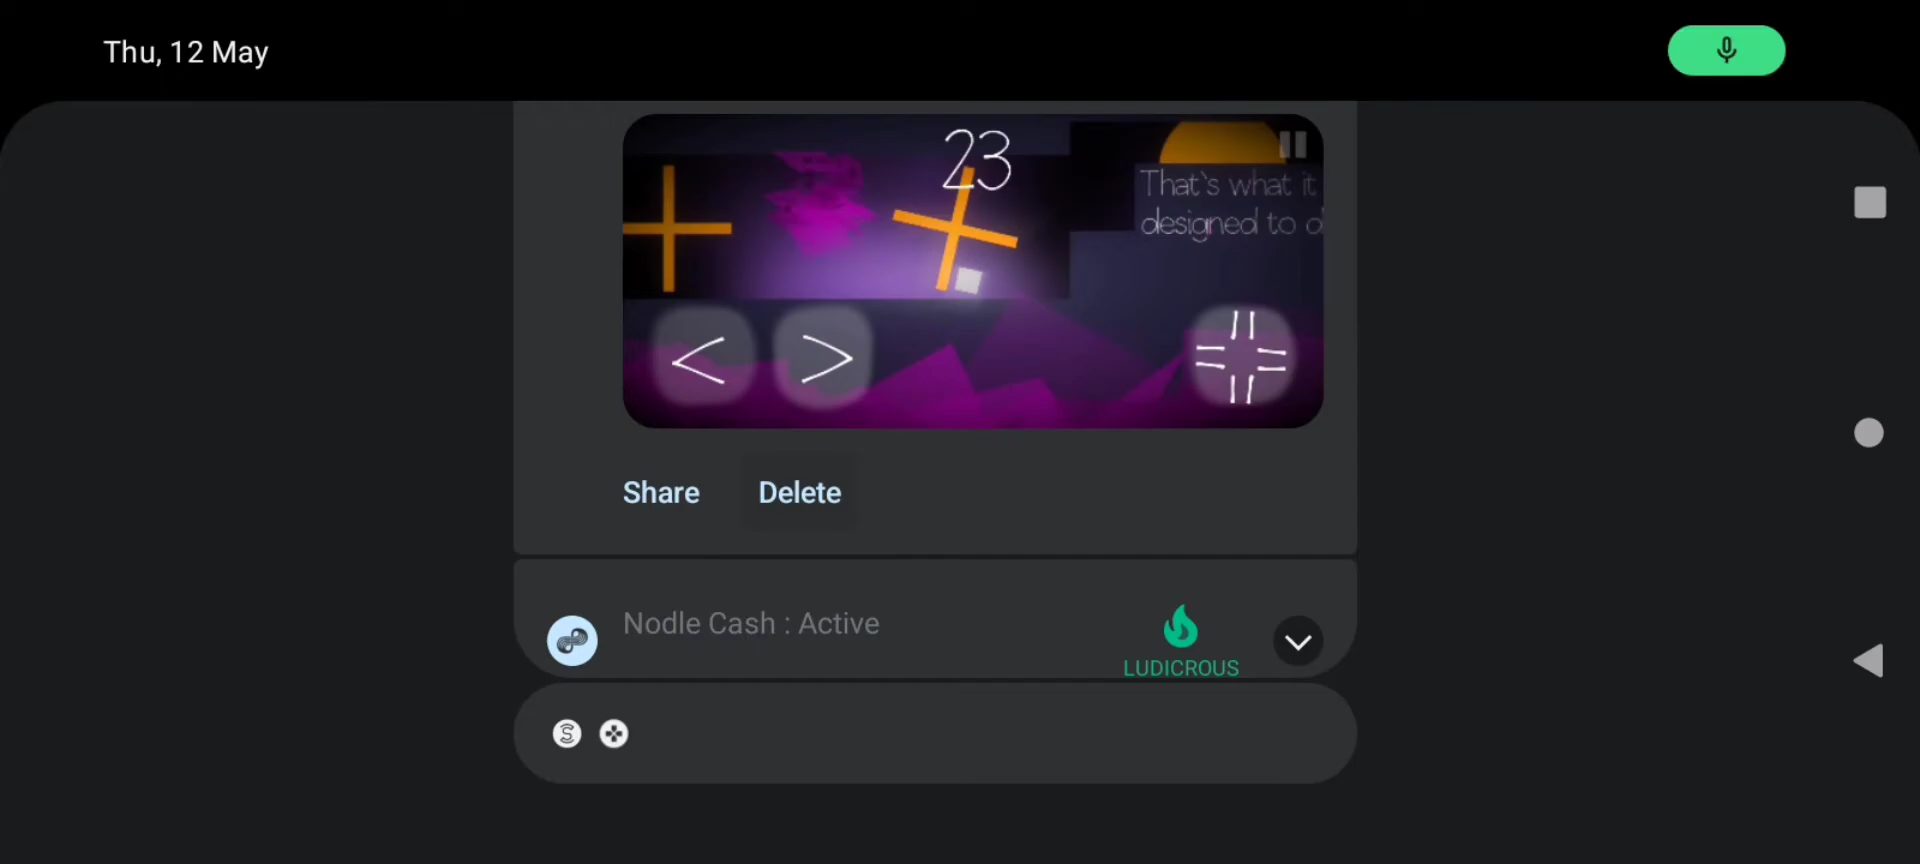 Thu, 12 May
23
That's what it
designed to
Share
Delete
Nodle Cash : Active
LUDICROUS